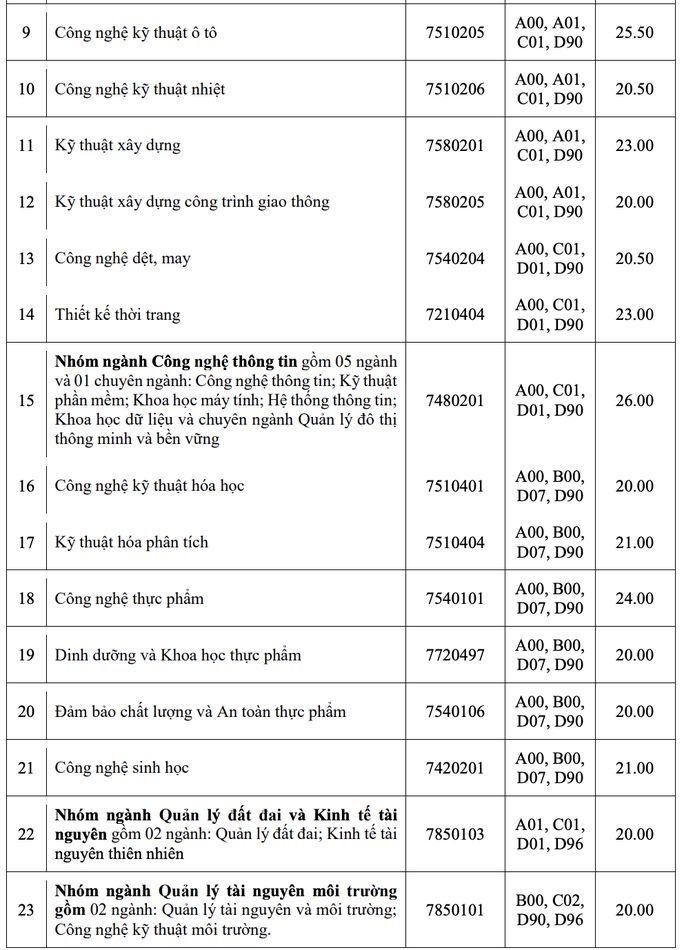 9 Công nghệ kỹ thuật ô tô 7510205 A00, A01, C01, D90 25.50
10 Công nghệ kỹ thuật nhiệt 7510206 A00, A01, C01, D90 20.50
11 Kỹ thuật xây dựng 7580201 A00, A01, C01, D90 23.00
12 Kỹ thuật xây dựng công trình giao thông 7580205 A00, A01, C01, D90 20.00
13 Công nghệ dệt, may 7540204 A00, C01, D01, D90 20.50
14 Thiết kế thời trang 7210404 A00, C01, D01, D90 23.00
15 Nhóm ngành Công nghệ thông tin gồm 05 ngành
và 01 chuyên ngành: Công nghệ thông tin; Kỹ thuật
phần mềm; Khoa học máy tính; Hệ thống thông tin;
Khoa học dữ liệu và chuyên ngành Quản lý đô thị
thông minh và bền vững
7480201 A00, C01, D01, D90 26.00
16 Công nghệ kỹ thuật hóa học 7510401 A00, B00, D07, D90 20.00
17 Kỹ thuật hóa phân tích 7510404 A00, B00, D07, D90 21.00
18 Công nghệ thực phẩm 7540101 A00, B00, D07, D90 24.00
19 Dinh dưỡng và Khoa học thực phẩm 7720497 A00, B00, D07, D90 20.00
20 Đảm bảo chất lượng và An toàn thực phẩm 7540106 A00, B00, D07, D90 20.00
21 Công nghệ sinh học 7420201 A00, B00, D07, D90 21.00
22 Nhóm ngành Quản lý đất đai và Kinh tế tài
nguyên gồm 02 ngành: Quản lý đất đai; Kinh tế tài
nguyên thiên nhiên
7850103 A01, C01, D01, D96 20.00
23 Nhóm ngành Quản lý tài nguyên môi trường
gồm 02 ngành: Quản lý tài nguyên và môi trường;
Công nghệ kỹ thuật môi trường.
7850101 B00, C02, D90, D96 20.00